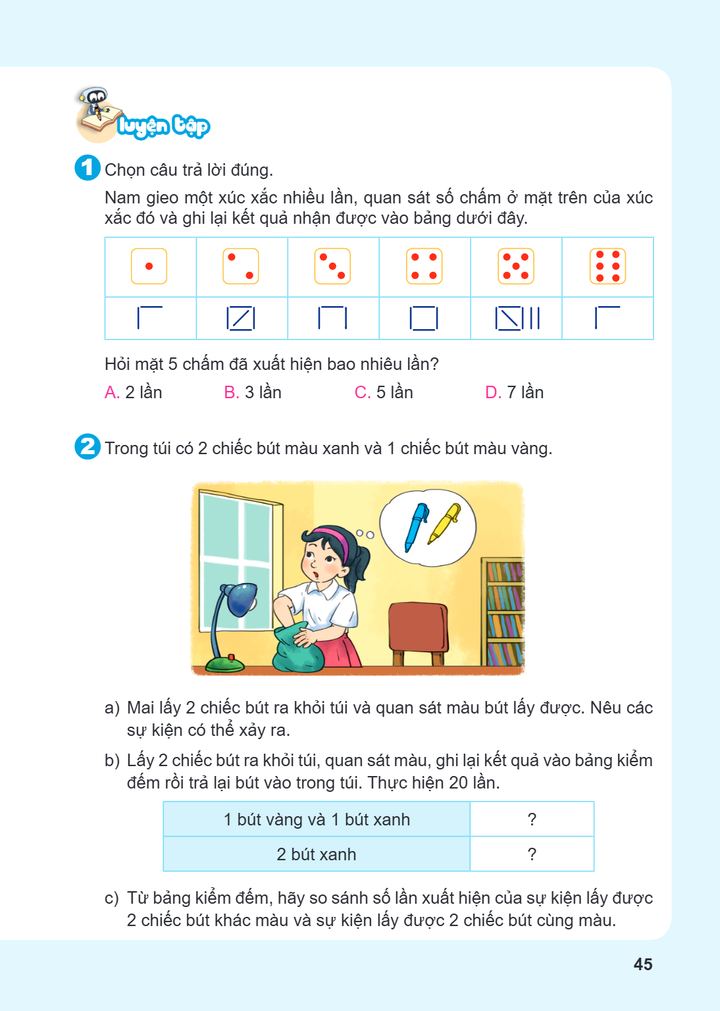 Luyện tập
1 Chọn câu trả lời đúng.
Nam gieo một xúc xắc nhiều lần, quan sát số chấm ở mặt trên của xúc
xắc đó và ghi lại kết quả nhận được vào bảng dưới đây.
Hỏi mặt 5 chấm đã xuất hiện bao nhiêu lần?
A. 2 lần B. 3 lần C. 5 lần D. 7 lần
2 Trong túi có 2 chiếc bút màu xanh và 1 chiếc bút màu vàng.
a) Mai lấy 2 chiếc bút ra khỏi túi và quan sát màu bút lấy được. Nêu các
sự kiện có thể xảy ra.
b) Lấy 2 chiếc bút ra khỏi túi, quan sát màu, ghi lại kết quả vào bảng kiểm
đếm rồi trả lại bút vào trong túi. Thực hiện 20 lần.
1 bút vàng và 1 bút xanh ?
2 bút xanh ?
c) Từ bảng kiểm đếm, hãy so sánh số lần xuất hiện của sự kiện lấy được
2 chiếc bút khác màu và sự kiện lấy được 2 chiếc bút cùng màu.
45